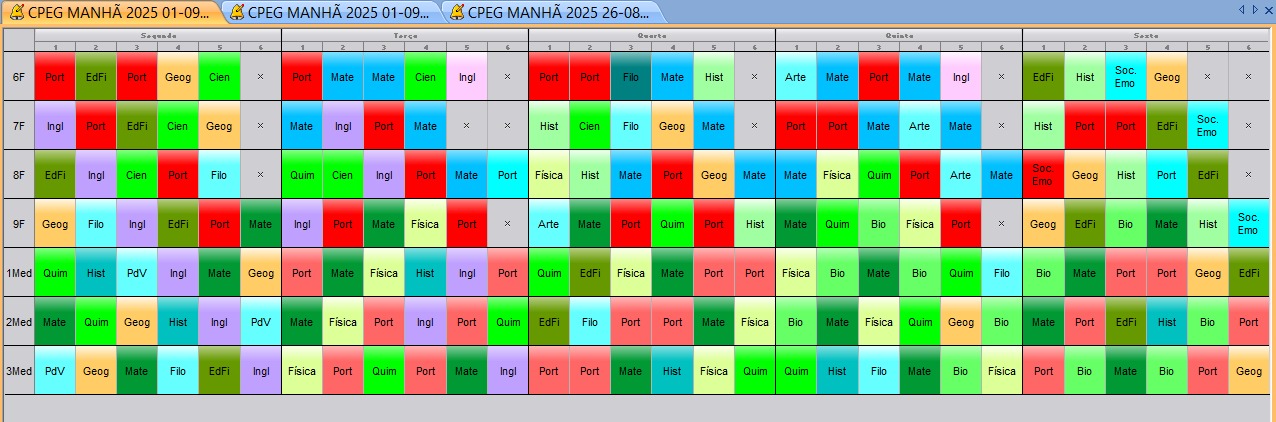 CPEG MANHÃ 2025 01-09... CPEG MANHÃ 2025 01-09... CPEG MANHÃ 2025 26-08...
Segunda Terça Quarta Quinta Sexta
1 2 3 4 5 6 1 2 3 4 5 6 1 2 3 4 5 6 1 2 3 4 5 6 1 2 3 4 5 6
6F Port EdFi Port Geog Cien × Port Mate Mate Cien Ingl × Port Port Filo Mate Hist × Arte Mate Port Mate Ingl × EdFi Hist Soc. Emo Geog × ×
7F Ingl Port EdFi Cien Geog × Mate Ingl Port Mate × × Hist Cien Filo Geog Mate × Port Port Mate Arte Mate × Hist Port Port EdFi Soc. Emo ×
8F EdFi Ingl Cien Port Filo × Quim Cien Ingl Port Mate Port Física Hist Mate Port Geog Mate Mate Física Quim Port Arte Mate Soc. Emo Geog Hist Port EdFi ×
9F Geog Filo Ingl EdFi Port Mate Ingl Port Mate Física Port × Arte Mate Port Quim Port Hist Mate Quim Bio Física Port × Geog EdFi Bio Mate Hist Soc. Emo
1Med Quim Hist PdV Ingl Mate Geog Port Mate Física Hist Ingl Port Quim EdFi Física Mate Port Port Física Bio Mate Bio Quim Filo Bio Mate Port Port Geog EdFi
2Med Mate Quim Geog Hist Ingl PdV Mate Física Port Ingl Port Quim EdFi Filo Port Port Mate Física Bio Mate Física Quim Geog Bio Mate Port EdFi Hist Bio Port
3Med PdV Geog Mate Filo EdFi Ingl Física Port Quim Port Mate Ingl Port Port Mate Hist Física Quim Quim Hist Filo Mate Bio Física Port Bio Mate Bio Port Geog